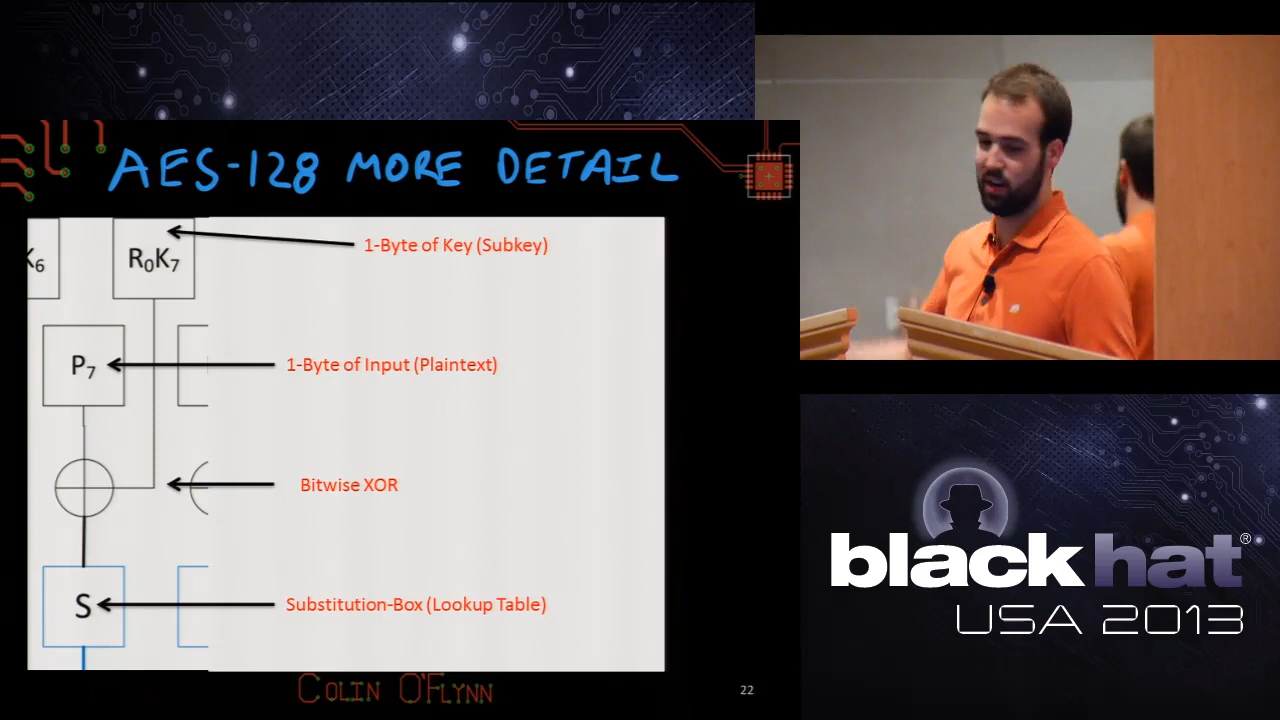 AES-128 MORE DETAIL
K₆
R₀K₇
1-Byte of Key (Subkey)
P₇
1-Byte of Input (Plaintext)
Bitwise XOR
S
Substitution-Box (Lookup Table)
COLIN O'FLYNN
22
black hat®
USA 2013